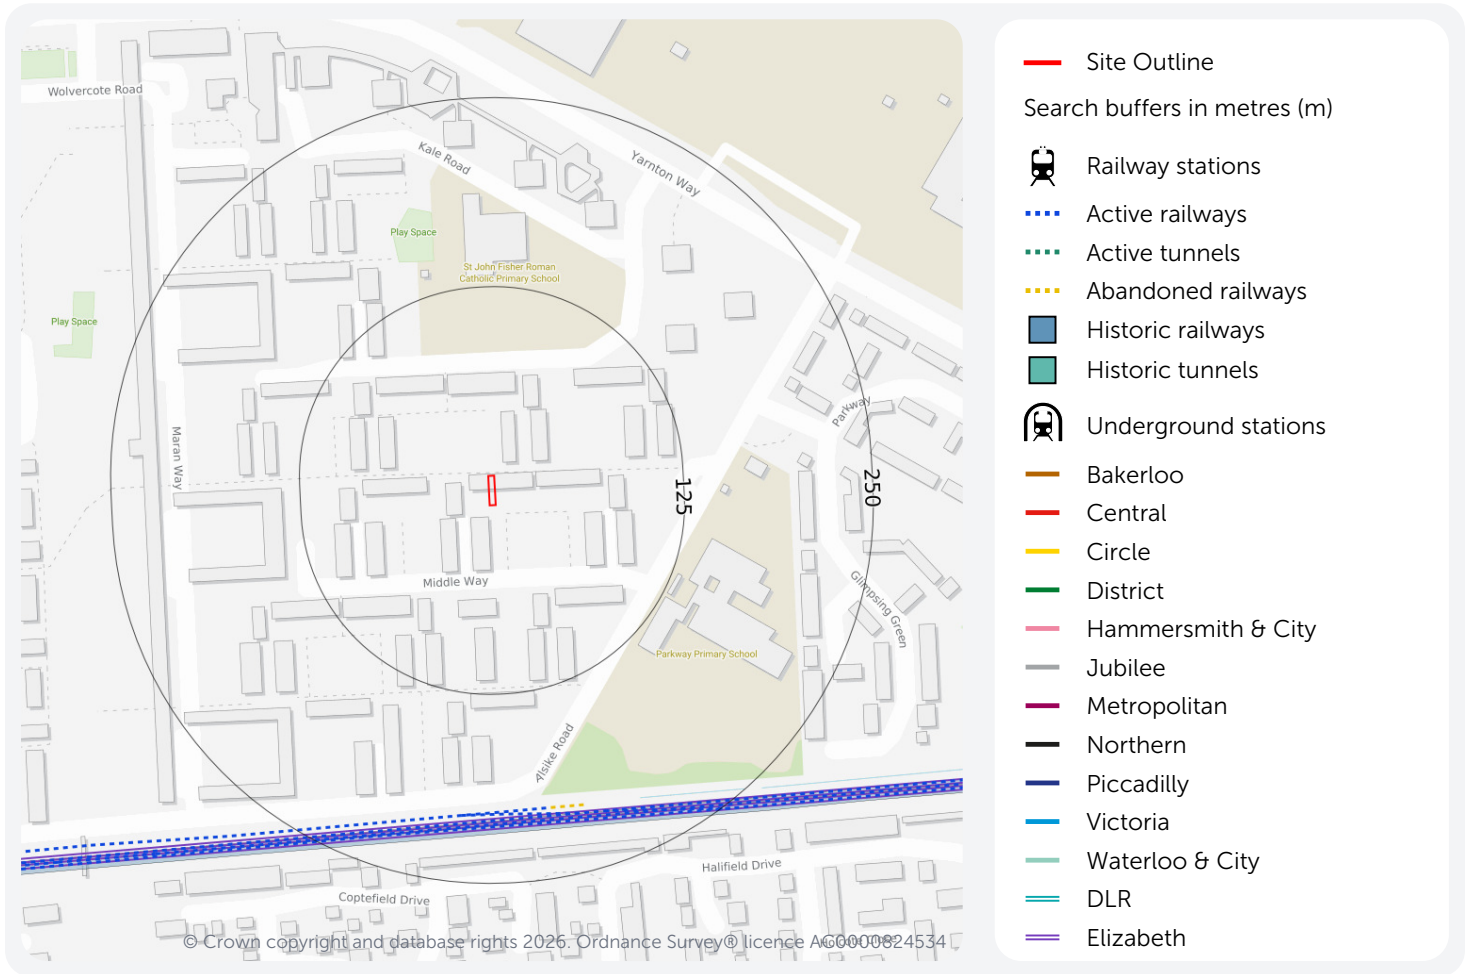 Wolvercote Road
Kale Road
Yarnton Way
Play Space
St John Fisher Roman
Catholic Primary School
Play Space
Maran Way
Parkway
125
250
Middle Way
Glimpsing Green
Parkway Primary School
Alsike Road
Halifield Drive
Coptefield Drive
© Crown copyright and database rights 2026. Ordnance Survey® licence AC0000824534
Site Outline
Search buffers in metres (m)
Railway stations
Active railways
Active tunnels
Abandoned railways
Historic railways
Historic tunnels
Underground stations
Bakerloo
Central
Circle
District
Hammersmith & City
Jubilee
Metropolitan
Northern
Piccadilly
Victoria
Waterloo & City
DLR
Elizabeth